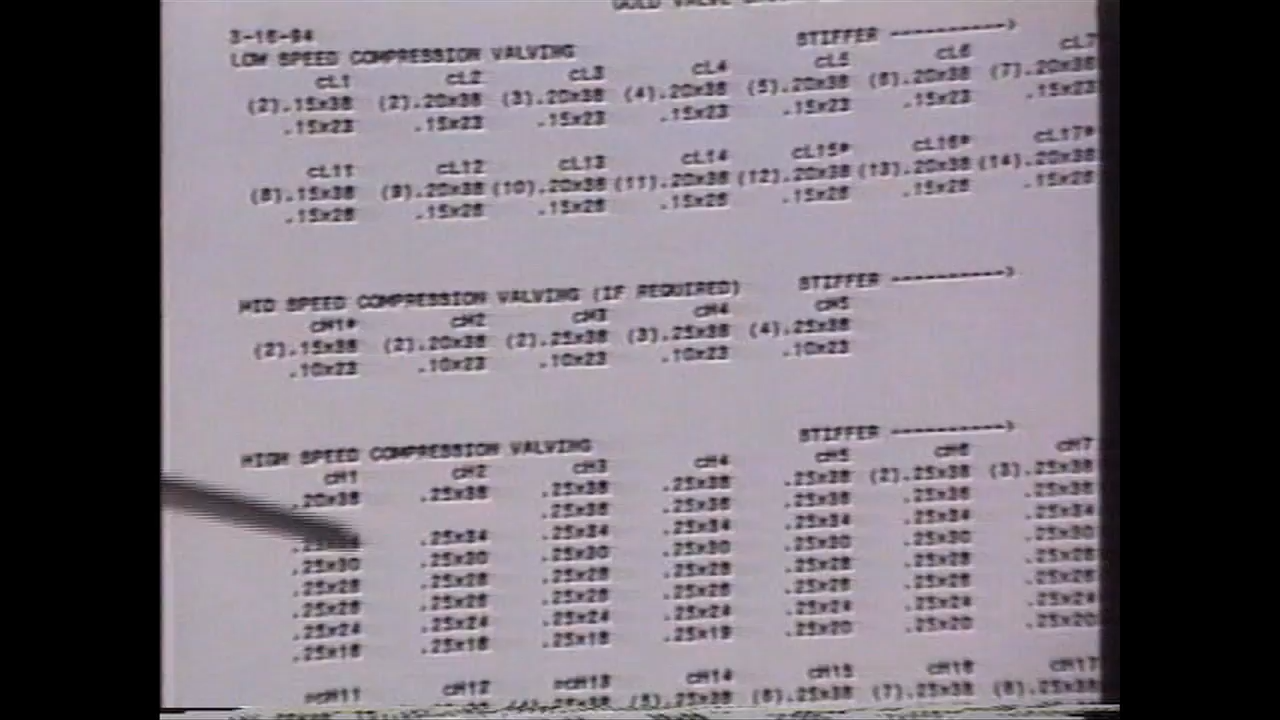 GOLD VALVE
3-16-94
STIFFER ---------->
LOW SPEED COMPRESSION VALVING
cL1 cL2 cL3 cL4 cL5 cL6 cL7
(2).15x38 (2).20x38 (3).20x38 (4).20x38 (5).20x38 (6).20x38 (7).20x38
.15x23 .15x23 .15x23 .15x23 .15x23 .15x23 .15x23
cL11 cL12 cL13 cL14 cL15* cL16* cL17*
(8).15x38 (9).20x38 (10).20x38 (11).20x38 (12).20x38 (13).20x38 (14).20x38
.15x28 .15x28 .15x28 .15x28 .15x28 .15x28 .15x28
MID SPEED COMPRESSION VALVING (IF REQUIRED) STIFFER ---------->
cM1* cM2 cM3 cM4 cM5
(2).15x38 (2).20x38 (2).25x38 (3).25x38 (4).25x38
.10x23 .10x23 .10x23 .10x23 .10x23
HIGH SPEED COMPRESSION VALVING STIFFER ---------->
cH1 cH2 cH3 cH4 cH5 cH6 cH7
.20x38 .25x38 .25x38 .25x38 .25x38 (2).25x38 (3).25x38
.25x38 .25x38 .25x38 .25x38 .25x38
.25x34 .25x34 .25x34 .25x34 .25x34 .25x34
.25x30 .25x30 .25x30 .25x30 .25x30 .25x30 .25x30
.25x28 .25x28 .25x28 .25x28 .25x28 .25x28 .25x28
.25x28 .25x28 .25x28 .25x28 .25x28 .25x28 .25x28
.25x24 .25x24 .25x24 .25x24 .25x24 .25x24 .25x24
.25x18 .25x18 .25x18 .25x19 .25x20 .25x20 .25x20
cH12 cH14 cH15 cH16 cH17
(5).25x38 (6).25x38 (7).25x38 (8).25x38